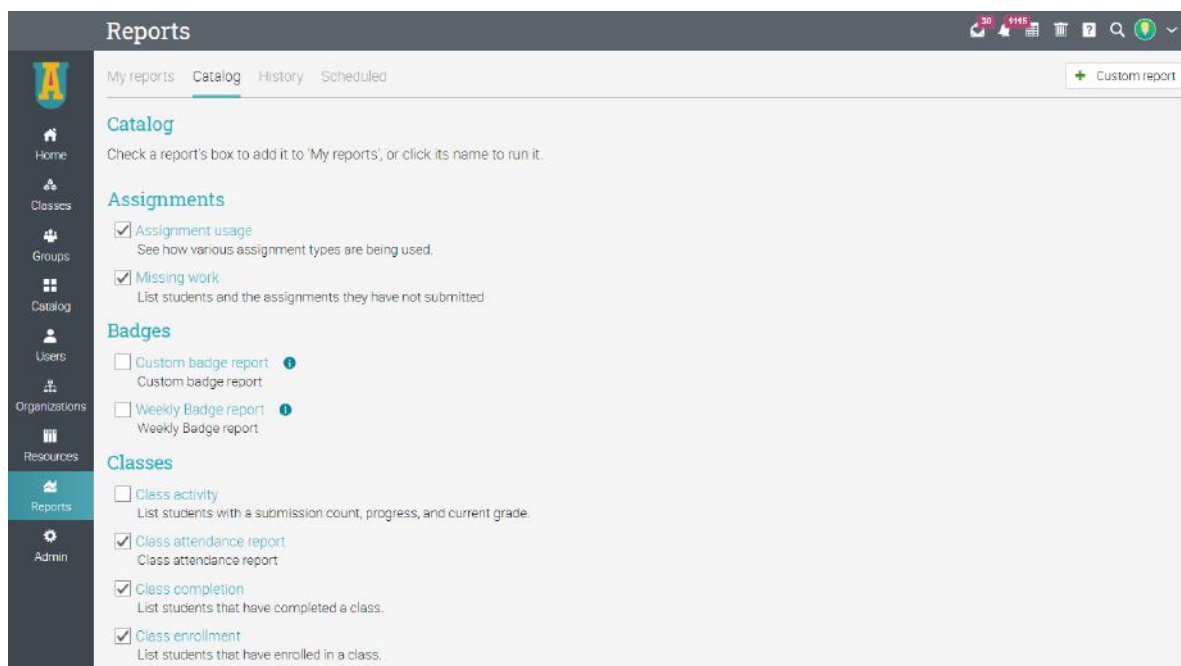 Reports
30
1115
?
My reports Catalog History Scheduled
+ Custom report
Home
Classes
Groups
Catalog
Users
Organizations
Resources
Reports
Admin
Catalog
Check a report's box to add it to 'My reports', or click its name to run it.
Assignments
Assignment usage
See how various assignment types are being used.
Missing work
List students and the assignments they have not submitted
Badges
Custom badge report
Custom badge report
Weekly Badge report
Weekly Badge report
Classes
Class activity
List students with a submission count, progress, and current grade.
Class attendance report
Class attendance report
Class completion
List students that have completed a class.
Class enrollment
List students that have enrolled in a class.